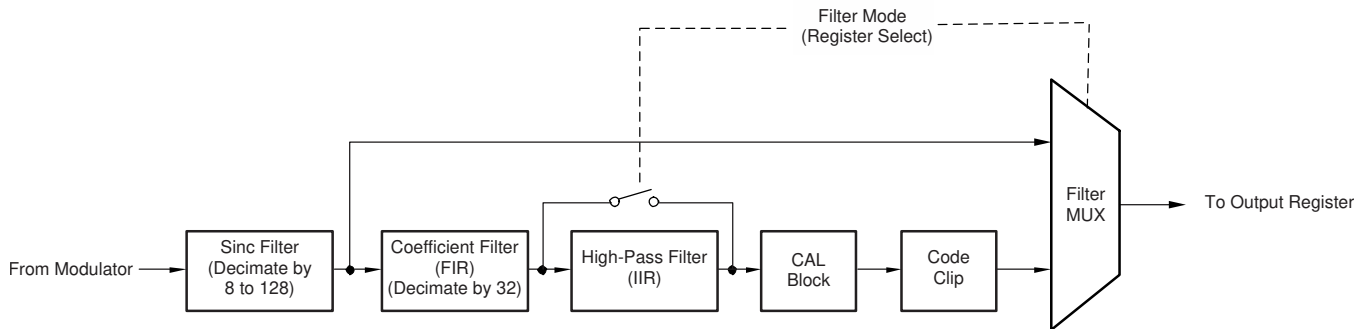 Filter Mode
(Register Select)
Filter
MUX
To Output Register
From Modulator
Sinc Filter
(Decimate by
8 to 128)
Coefficient Filter
(FIR)
(Decimate by 32)
High-Pass Filter
(IIR)
CAL
Block
Code
Clip